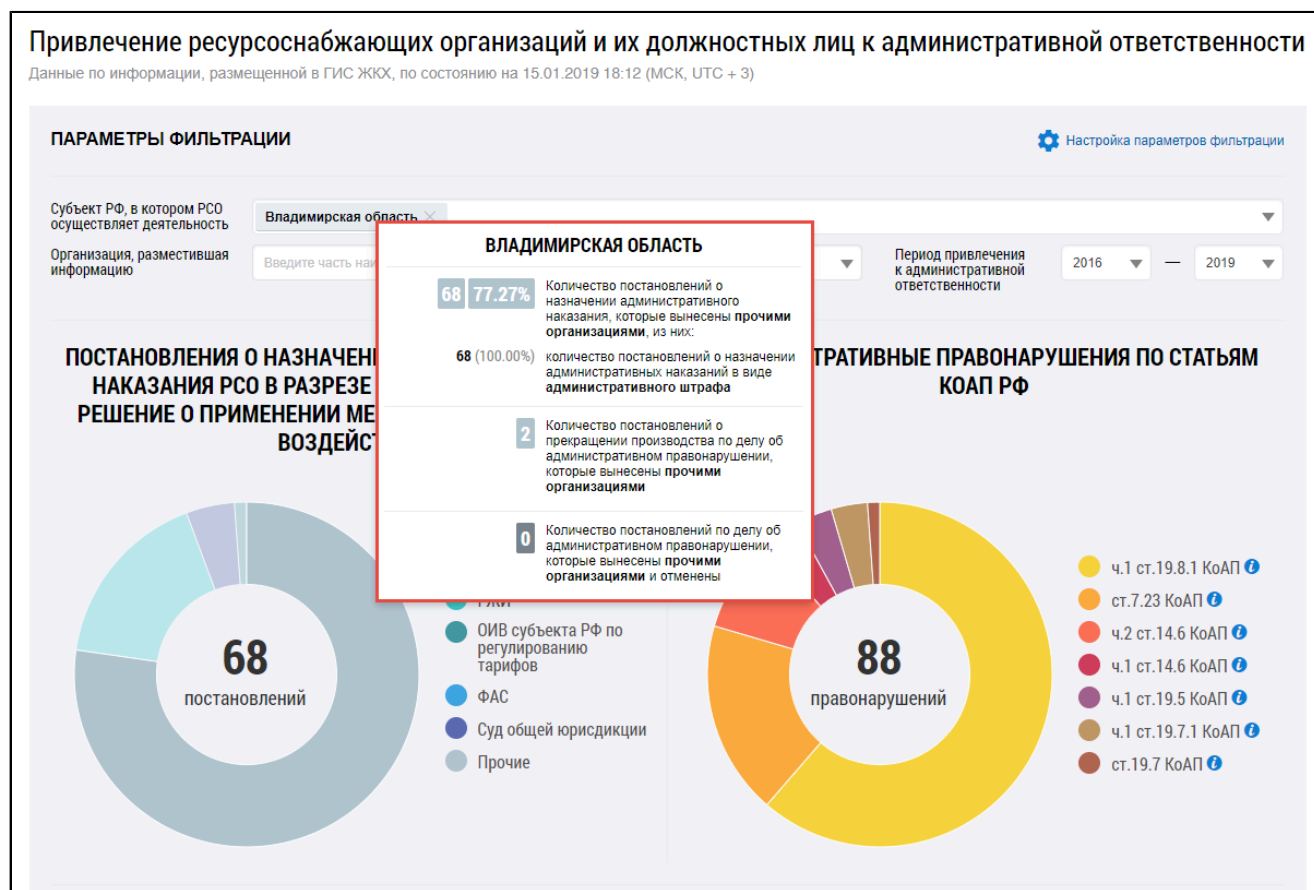 Привлечение ресурсоснабжающих организаций и их должностных лиц к административной ответственности
Данные по информации, размещенной в ГИС ЖКХ, по состоянию на 15.01.2019 18:12 (МСК, UTC + 3)
ПАРАМЕТРЫ ФИЛЬТРАЦИИ
Настройка параметров фильтрации
Субъект РФ, в котором РСО
осуществляет деятельность
Владимирская область
Организация, разместившая
информацию
Введите часть
Период привлечения
к административной
ответственности
2016 — 2019
ВЛАДИМИРСКАЯ ОБЛАСТЬ
68 77.27%
Количество постановлений о
назначении административного
наказания, которые вынесены прочими
организациями, из них:
68 (100.00%)
количество постановлений о назначении
административных наказаний в виде
административного штрафа
2
Количество постановлений о
прекращении производства по делу об
административном правонарушении,
которые вынесены прочими
организациями
0
Количество постановлений по делу об
административном правонарушении,
которые вынесены прочими
организациями и отменены
ПОСТАНОВЛЕНИЯ О НАЗНАЧЕН
НАКАЗАНИЯ РСО В РАЗРЕЗЕ
РЕШЕНИЕ О ПРИМЕНЕНИИ МЕ
ВОЗДЕЙС
68
постановлений
ГЖИ
ОИВ субъекта РФ по
регулированию
тарифов
ФАС
Суд общей юрисдикции
Прочие
ТРАТИВНЫЕ ПРАВОНАРУШЕНИЯ ПО СТАТЬЯМ
КОАП РФ
88
правонарушений
ч.1 ст.19.8.1 КоАП
ст.7.23 КоАП
ч.2 ст.14.6 КоАП
ч.1 ст.14.6 КоАП
ч.1 ст.19.5 КоАП
ч.1 ст.19.7.1 КоАП
ст.19.7 КоАП